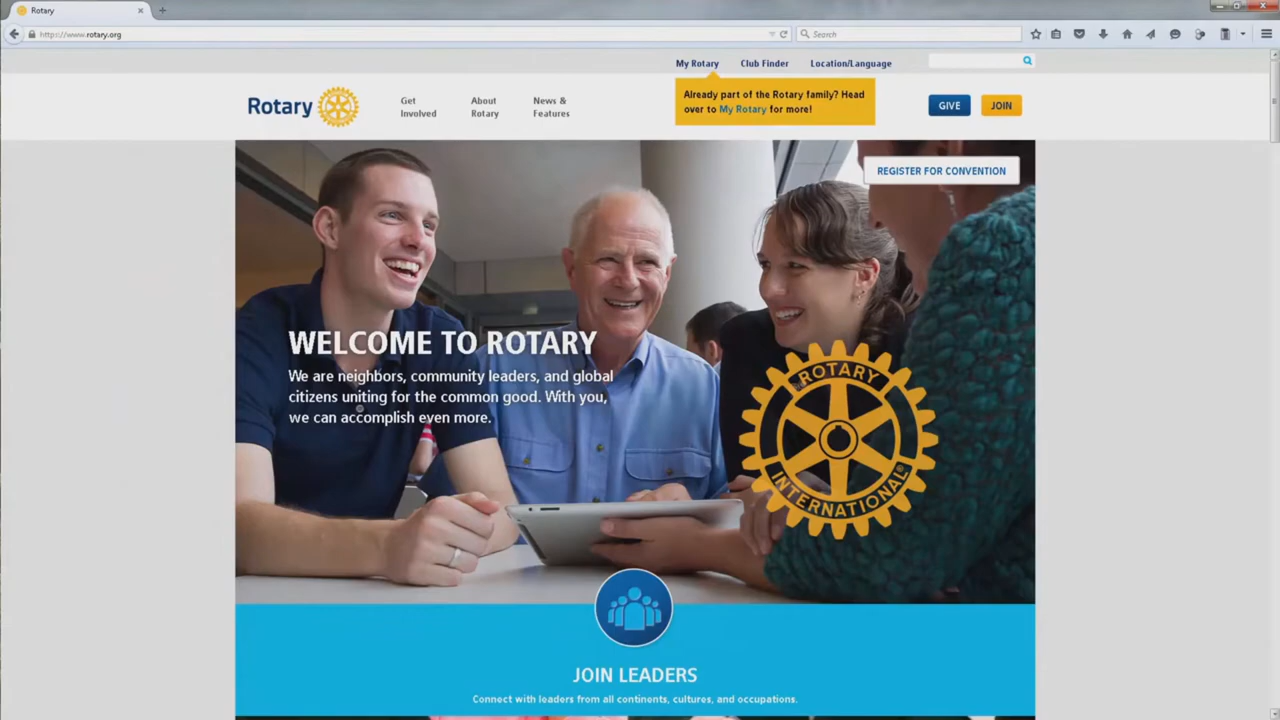 Rotary
https://www.rotary.org
Search
My Rotary
Club Finder
Location/Language
Already part of the Rotary family? Head
over to My Rotary for more!
Rotary
Get
Involved
About
Rotary
News &
Features
GIVE
JOIN
REGISTER FOR CONVENTION
WELCOME TO ROTARY
We are neighbors, community leaders, and global
citizens uniting for the common good. With you,
we can accomplish even more.
ROTARY
INTERNATIONAL®
JOIN LEADERS
Connect with leaders from all continents, cultures, and occupations.